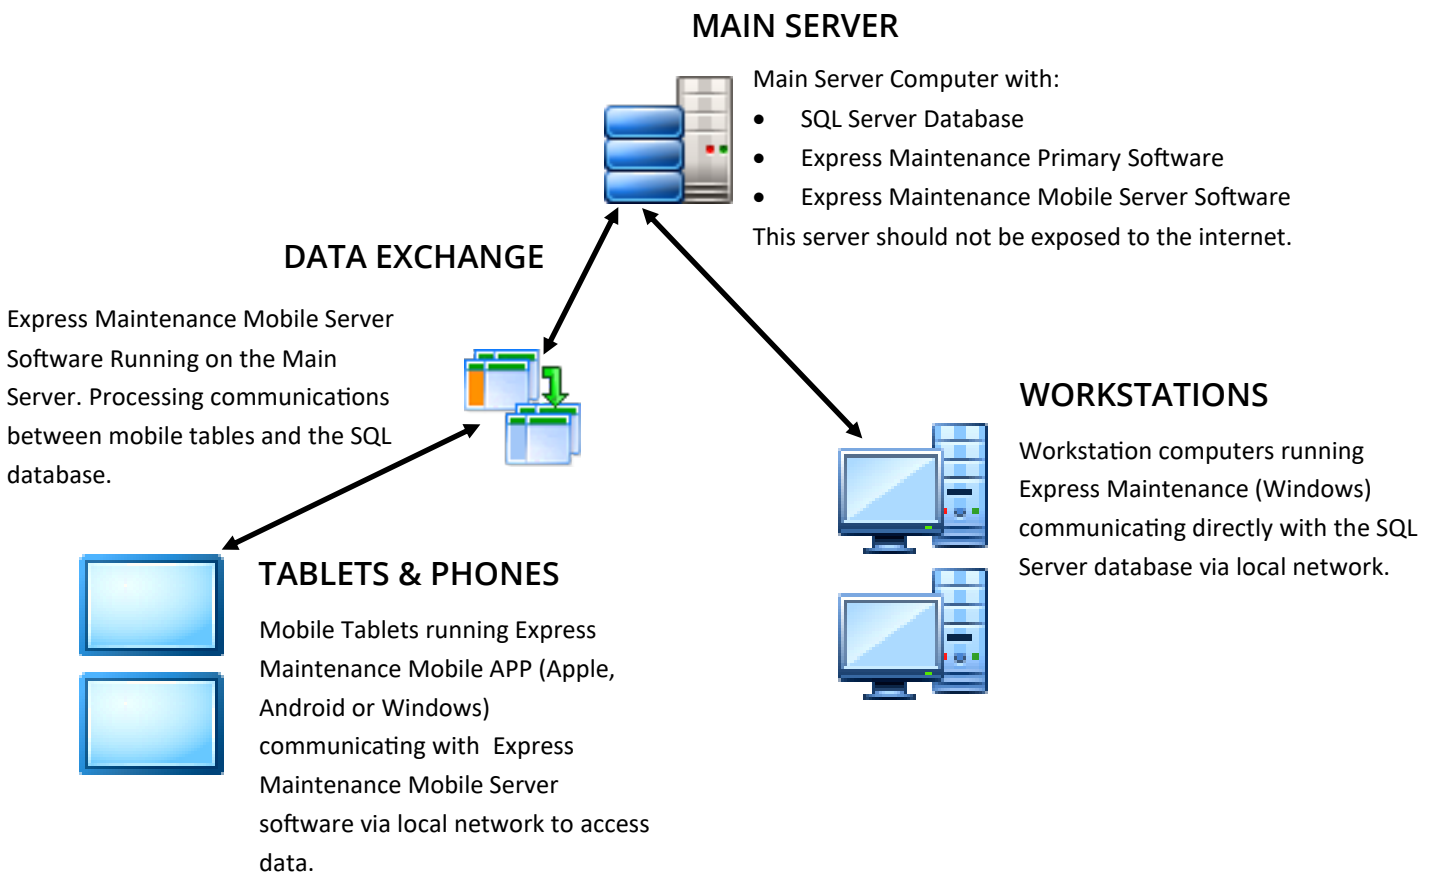 MAIN SERVER
Main Server Computer with:
• SQL Server Database
• Express Maintenance Primary Software
• Express Maintenance Mobile Server Software
This server should not be exposed to the internet.
DATA EXCHANGE
Express Maintenance Mobile Server
Software Running on the Main
Server. Processing communications
between mobile tables and the SQL
database.
WORKSTATIONS
Workstation computers running
Express Maintenance (Windows)
communicating directly with the SQL
Server database via local network.
TABLETS & PHONES
Mobile Tablets running Express
Maintenance Mobile APP (Apple,
Android or Windows)
communicating with  Express
Maintenance Mobile Server
software via local network to access
data.